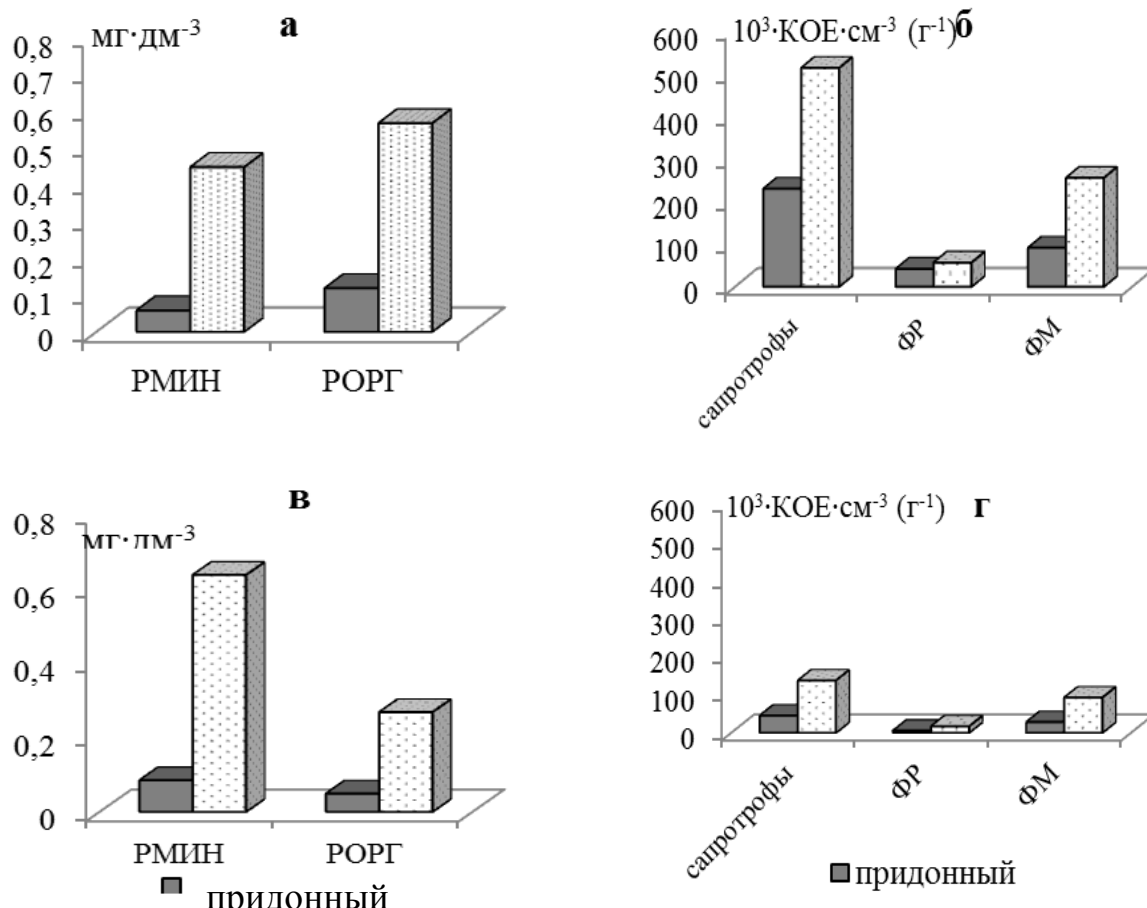 а
мг·дм⁻³
0,8
0,7
0,6
0,5
0,4
0,3
0,2
0,1
0
РМИН РОРГ
б
10³·КОЕ·см⁻³ (г⁻¹)
600
500
400
300
200
100
0
сапротрофы
ФР
ФМ
в
мг·дм⁻³
0,8
0,6
0,4
0,2
0
РМИН РОРГ
придонный
г
10³·КОЕ·см⁻³ (г⁻¹)
600
500
400
300
200
100
0
сапротрофы
ФР
ФМ
придонный